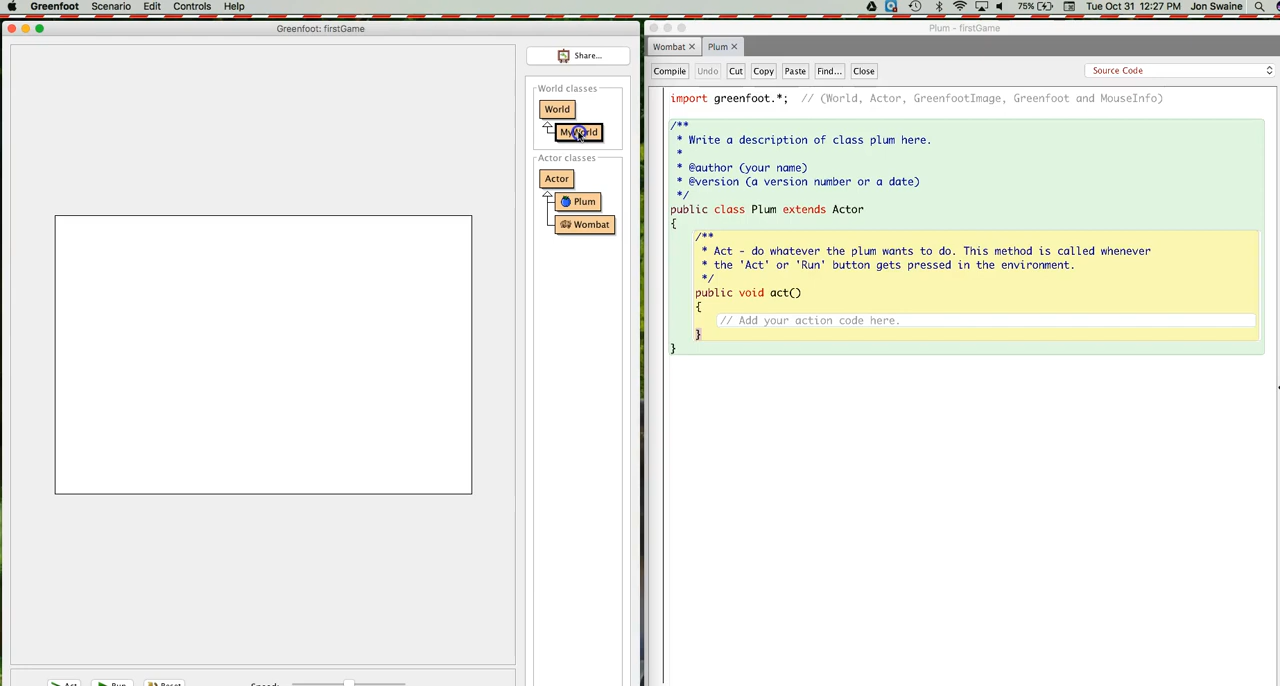 Greenfoot Scenario Edit Controls Help 75% Tue Oct 31 12:27 PM Jon Swaine
Greenfoot: firstGame
Share...
World classes
World
MyWorld
Actor classes
Actor
Plum
Wombat
Act Run Reset Speed:
Plum - firstGame
Wombat Plum
Compile Undo Cut Copy Paste Find... Close Source Code
import greenfoot.*; // (World, Actor, GreenfootImage, Greenfoot and MouseInfo)
/**
* Write a description of class plum here.
*
* @author (your name)
* @version (a version number or a date)
*/
public class Plum extends Actor
{
/**
* Act - do whatever the plum wants to do. This method is called whenever
* the 'Act' or 'Run' button gets pressed in the environment.
*/
public void act()
{
// Add your action code here.
}
}